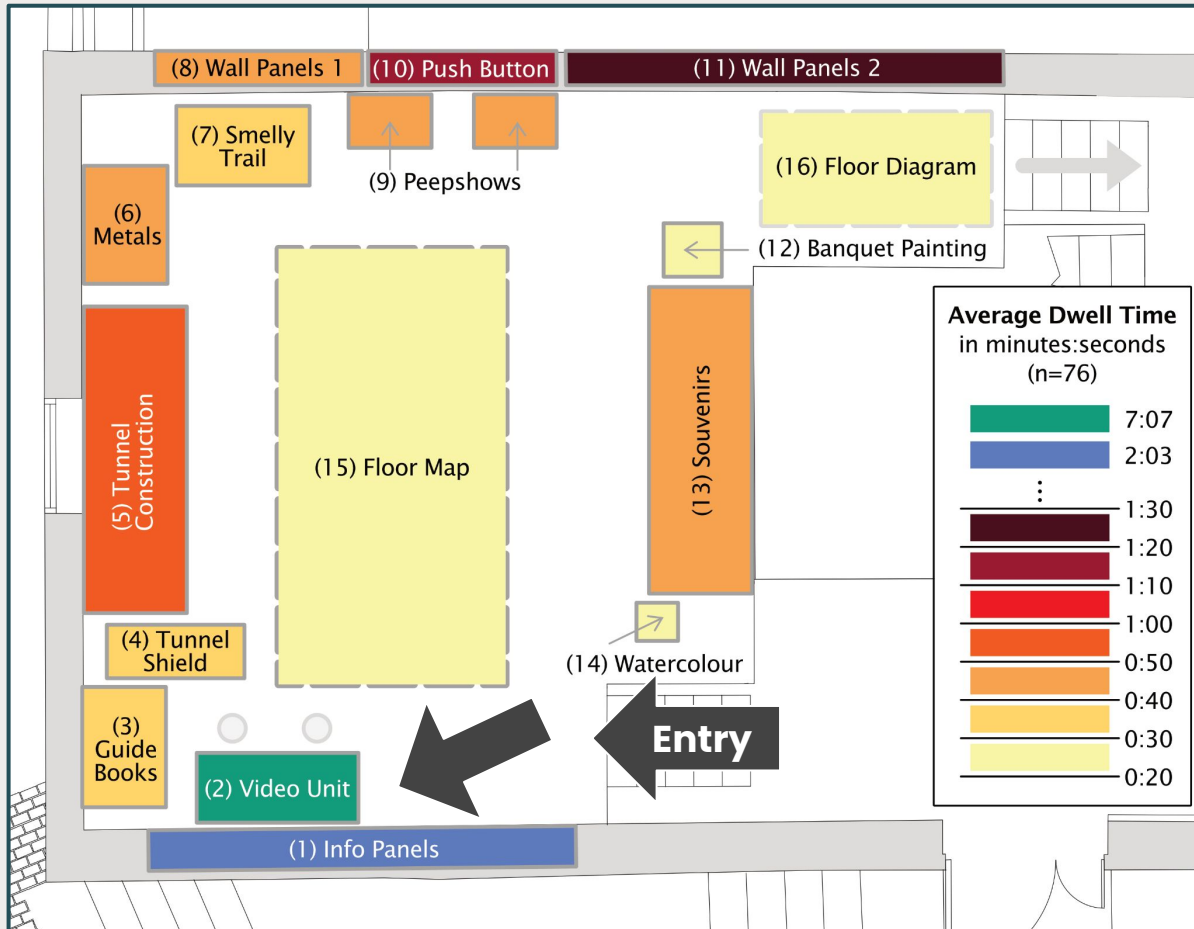 (8) Wall Panels 1
(10) Push Button
(11) Wall Panels 2
(7) Smelly
Trail
(9) Peepshows
(16) Floor Diagram
(6)
Metals
(12) Banquet Painting
(5) Tunnel
Construction
(15) Floor Map
(13) Souvenirs
(4) Tunnel
Shield
(14) Watercolour
(3)
Guide
Books
(2) Video Unit
Entry
(1) Info Panels
Average Dwell Time
in minutes:seconds
(n=76)
7:07
2:03
⋮
1:30
1:20
1:10
1:00
0:50
0:40
0:30
0:20